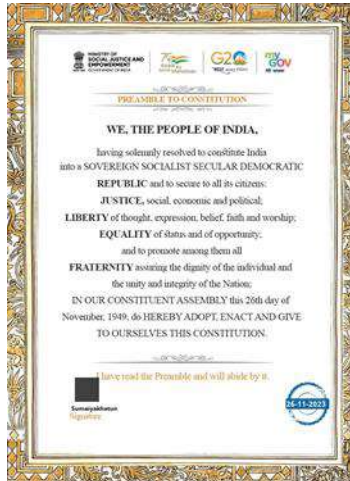 MINISTRY OF
SOCIAL JUSTICE AND
EMPOWERMENT
GOVERNMENT OF INDIA
G20
my
GOV
PREAMBLE TO CONSTITUTION
WE, THE PEOPLE OF INDIA,
having solemnly resolved to constitute India
into a SOVEREIGN SOCIALIST SECULAR DEMOCRATIC
REPUBLIC and to secure to all its citizens:
JUSTICE, social, economic and political;
LIBERTY of thought, expression, belief, faith and worship;
EQUALITY of status and of opportunity;
and to promote among them all
FRATERNITY assuring the dignity of the individual and
the unity and integrity of the Nation;
IN OUR CONSTITUENT ASSEMBLY this 26th day of
November, 1949, do HEREBY ADOPT, ENACT AND GIVE
TO OURSELVES THIS CONSTITUTION.
I have read the Preamble and will abide by it.
Sumaiyakhatun
Signature
26-11-2023